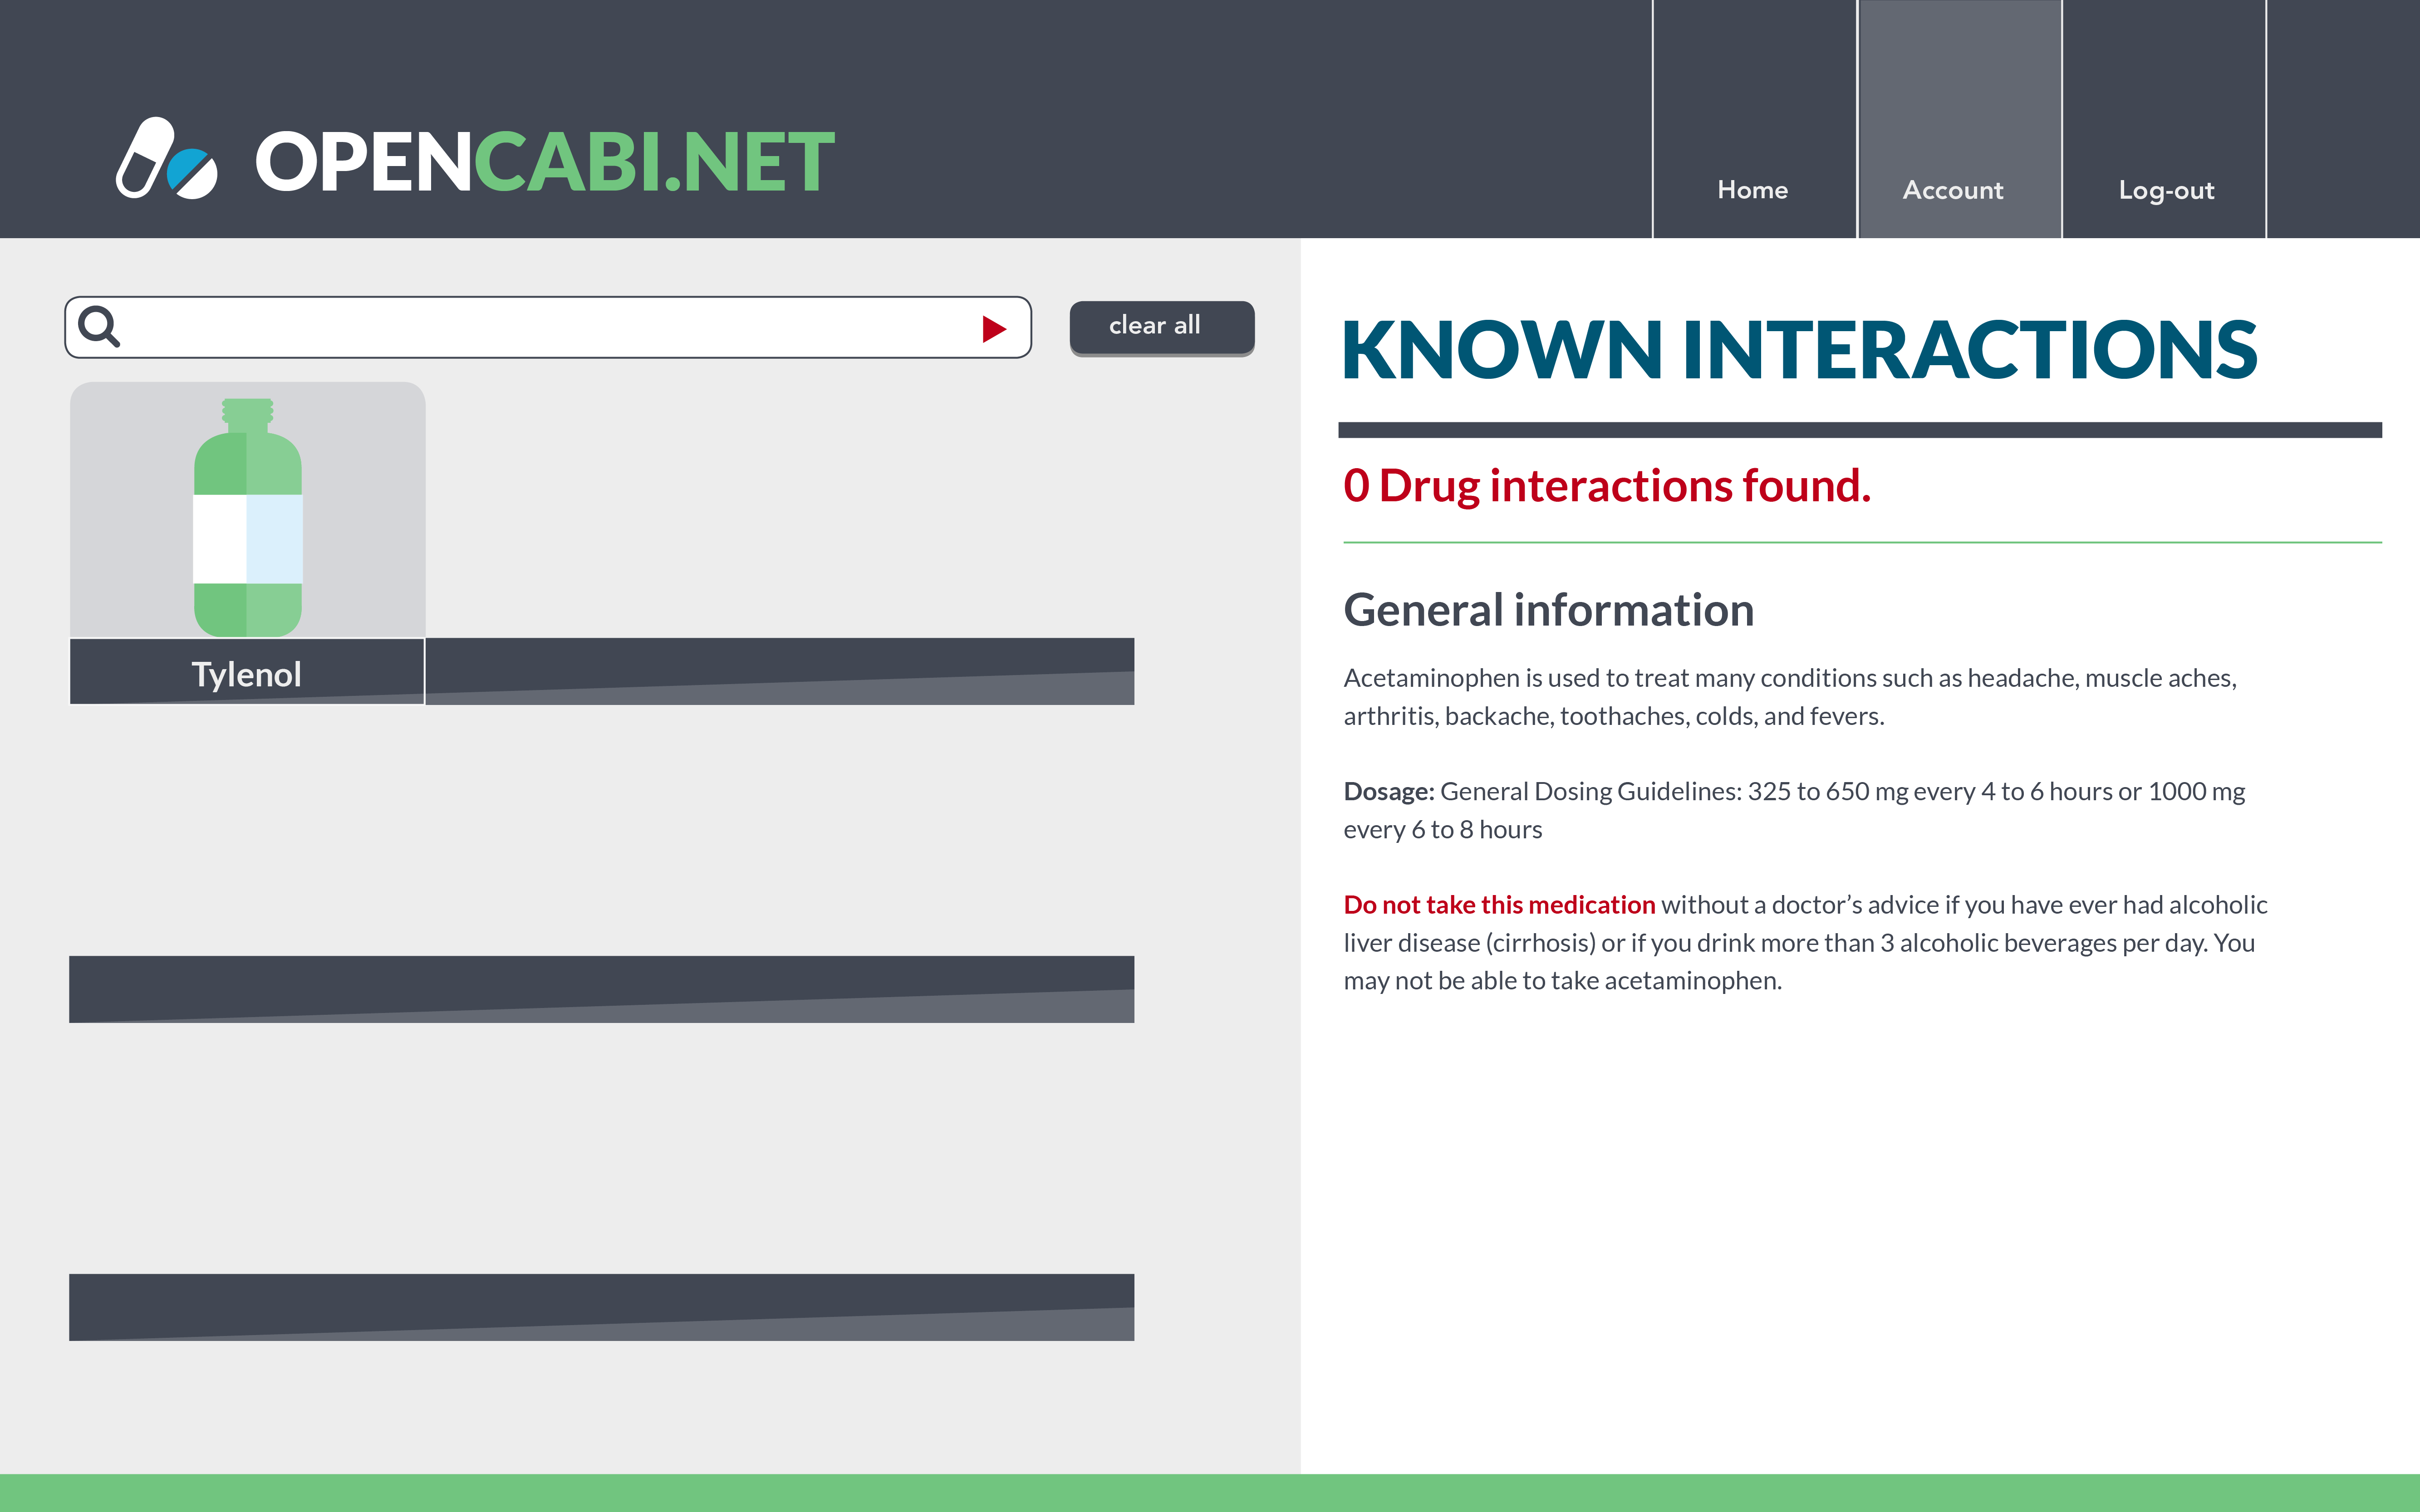 OPENCABI.NET
Home
Account
Log-out
clear all
Tylenol
KNOWN INTERACTIONS
0 Drug interactions found.
General information
Acetaminophen is used to treat many conditions such as headache, muscle aches,
arthritis, backache, toothaches, colds, and fevers.
Dosage: General Dosing Guidelines: 325 to 650 mg every 4 to 6 hours or 1000 mg
every 6 to 8 hours
Do not take this medication without a doctor’s advice if you have ever had alcoholic
liver disease (cirrhosis) or if you drink more than 3 alcoholic beverages per day. You
may not be able to take acetaminophen.